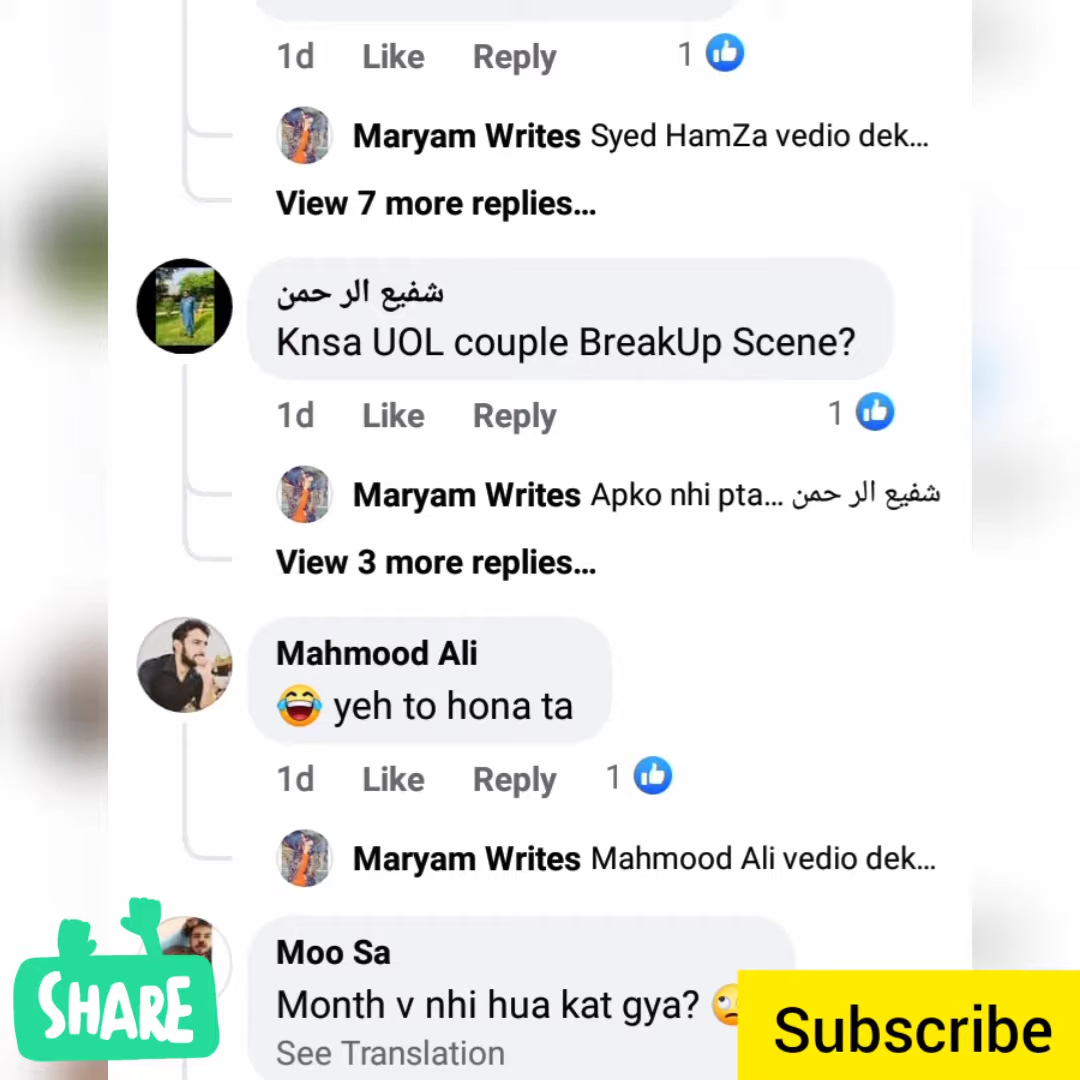 1d Like Reply 1
Maryam Writes Syed HamZa vedio dek...
View 7 more replies...
شفیع الر حمن
Knsa UOL couple BreakUp Scene?
1d Like Reply 1
Maryam Writes Apko nhi pta... شفیع الر حمن
View 3 more replies...
Mahmood Ali
😂 yeh to hona ta
1d Like Reply 1
Maryam Writes Mahmood Ali vedio dek...
Moo Sa
Month v nhi hua kat gya? 🙄
See Translation
SHARE
Subscribe